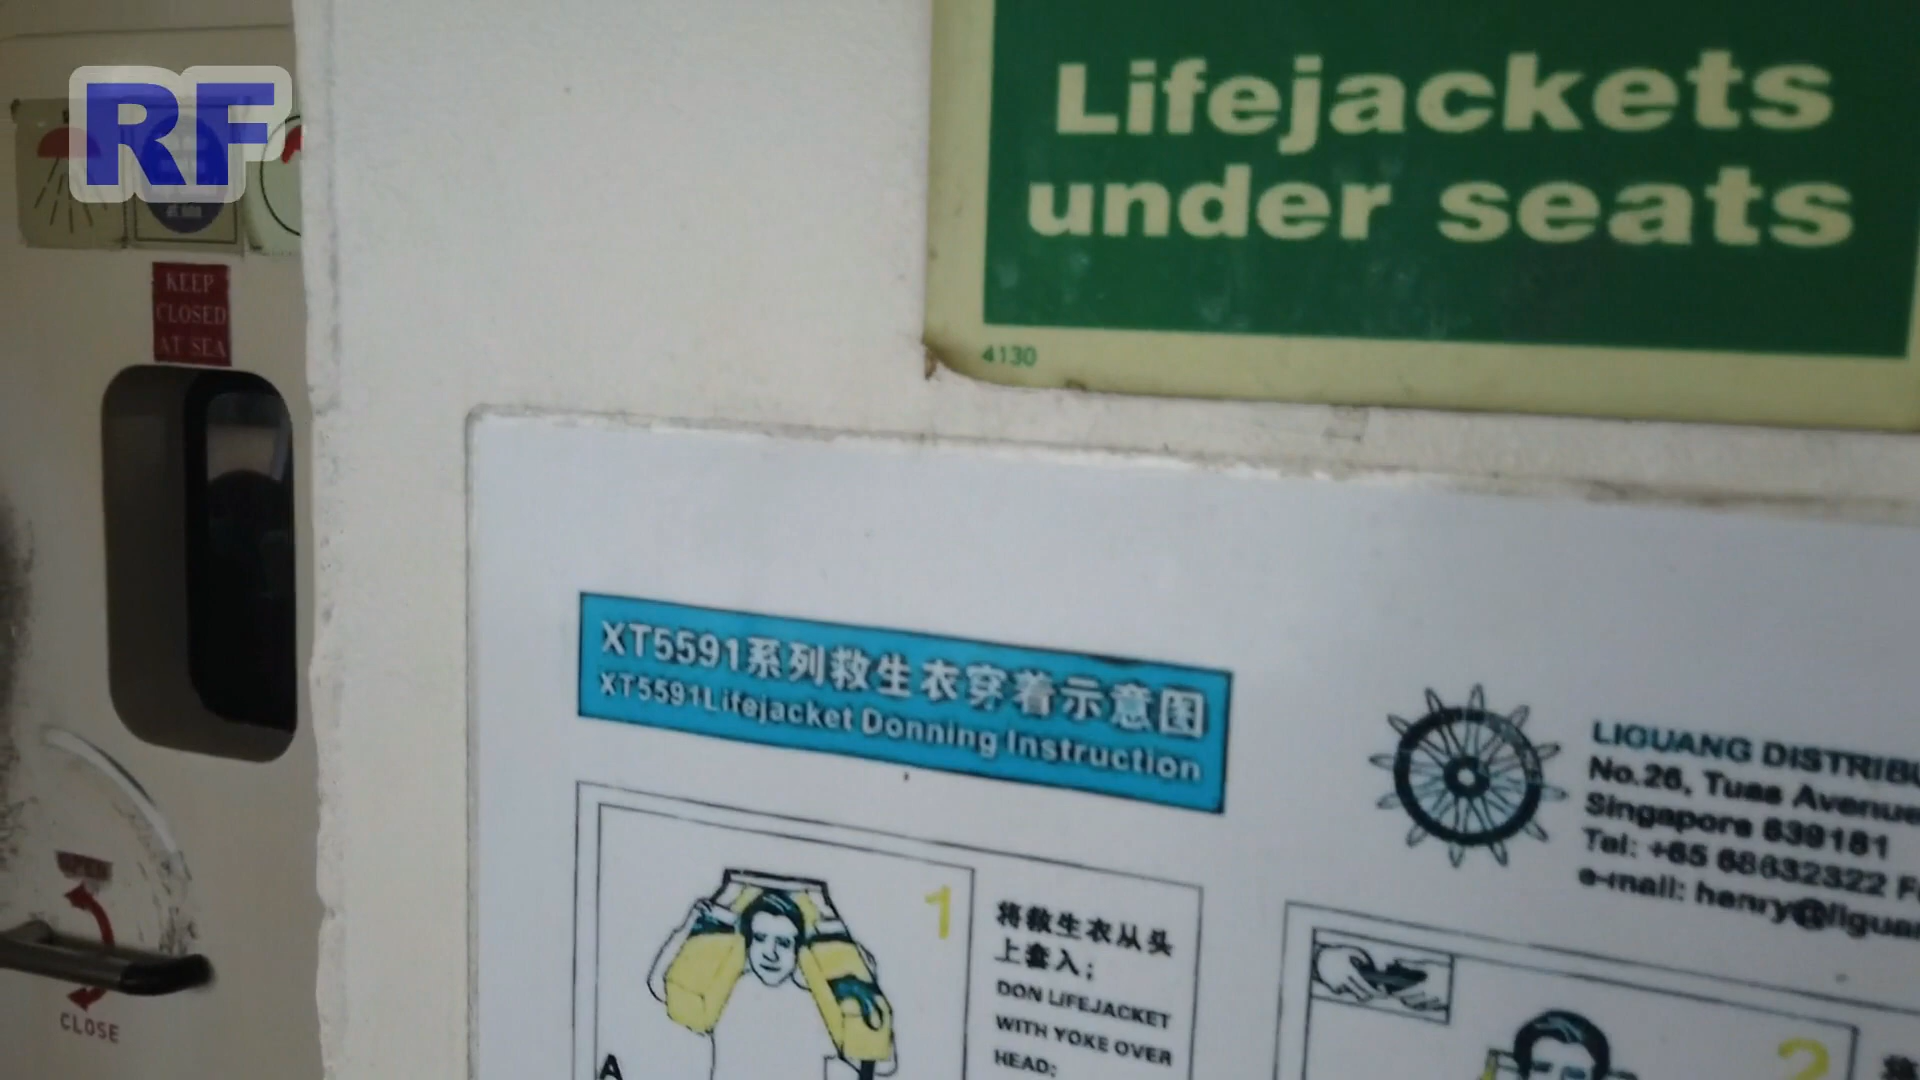 RF
KEEP
CLOSED
AT SEA
OPEN
CLOSE
Lifejackets
under seats
4130
XT5591系列救生衣穿着示意图
XT5591Lifejacket Donning Instruction
LIGUANG DISTRIBU
No.26, Tuas Avenue
Singapore 639181
Tel: +65 68632322 F
e-mail: henry@liguan
1
将救生衣从头
上套入;
DON LIFEJACKET
WITH YOKE OVER
HEAD;
A
2